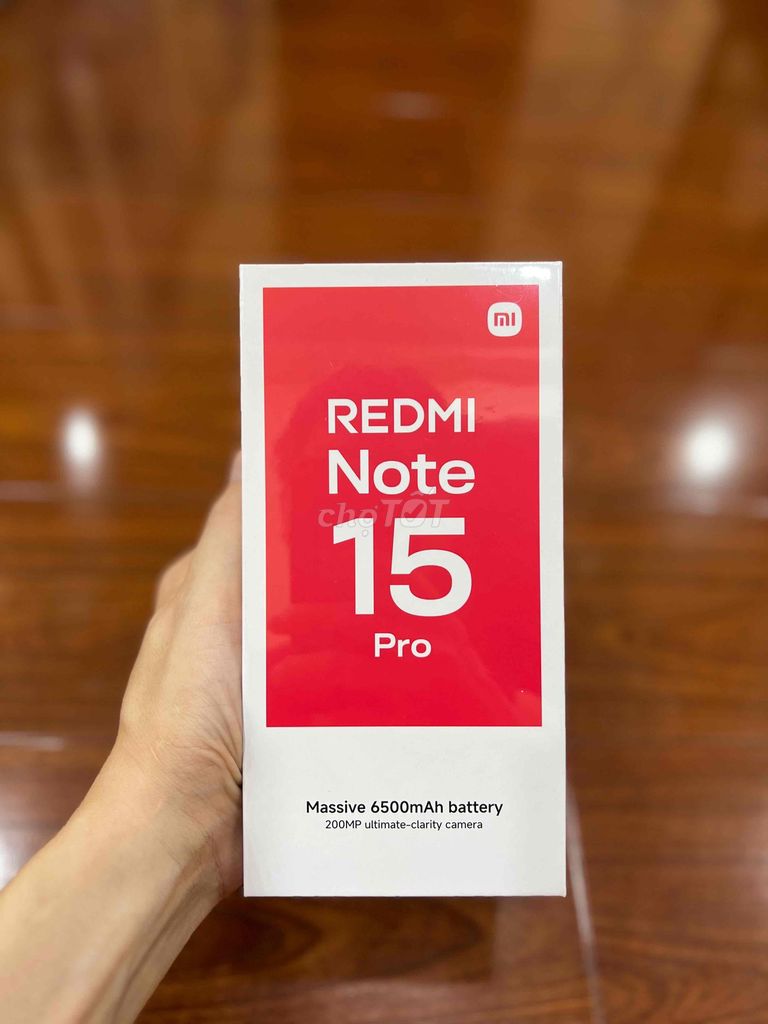 mi
REDMI
Note
chợTỐT
15
Pro
Massive 6500mAh battery
200MP ultimate-clarity camera